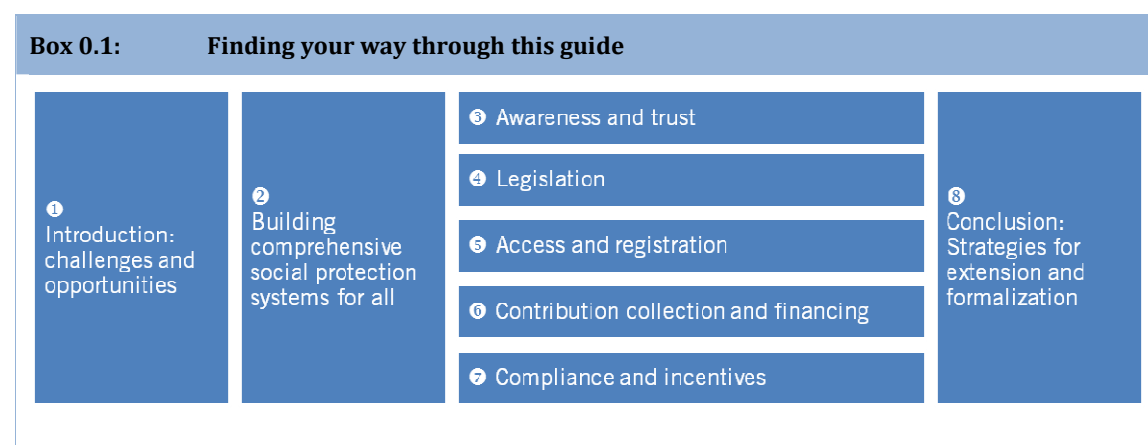 Box 0.1: Finding your way through this guide
❶
Introduction:
challenges and
opportunities
❷
Building
comprehensive
social protection
systems for all
❸ Awareness and trust
❹ Legislation
❺ Access and registration
❻ Contribution collection and financing
❼ Compliance and incentives
❽
Conclusion:
Strategies for
extension and
formalization